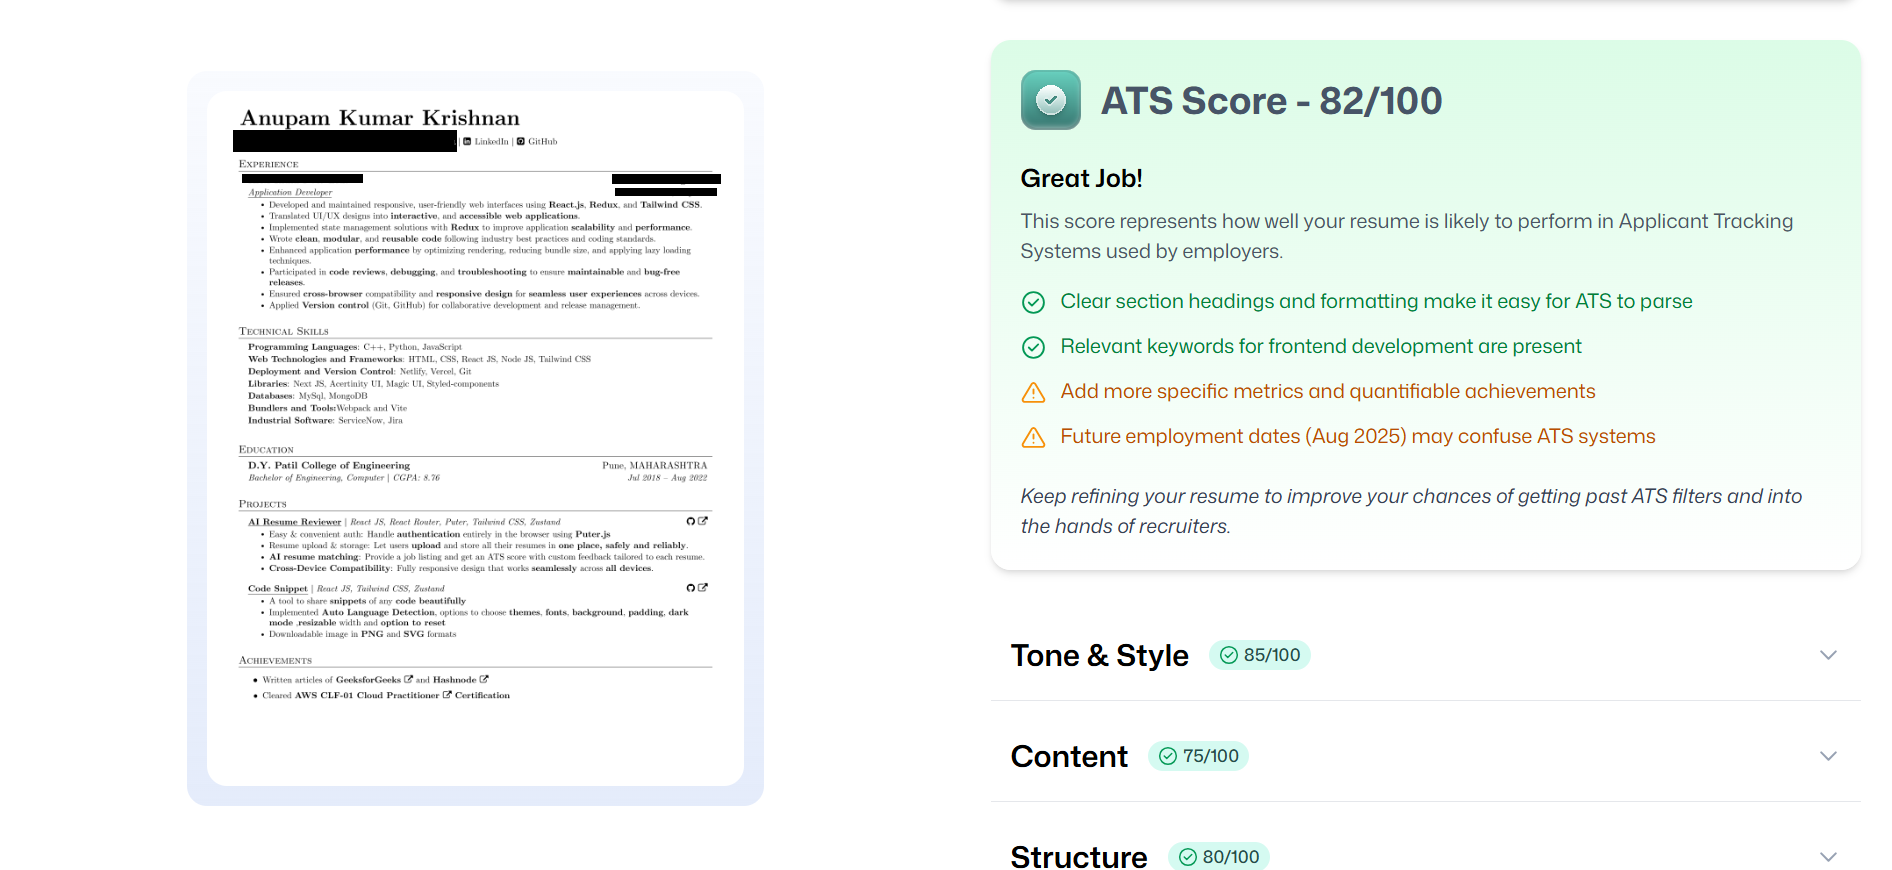 Anupam Kumar Krishnan
| LinkedIn | GitHub
Experience
Application Developer
• Developed and maintained responsive, user-friendly web interfaces using React.js, Redux, and Tailwind CSS.
• Translated UI/UX designs into interactive, and accessible web applications.
• Implemented state management solutions with Redux to improve application scalability and performance.
• Wrote clean, modular, and reusable code following industry best practices and coding standards.
• Enhanced application performance by optimizing rendering, reducing bundle size, and applying lazy loading
techniques.
• Participated in code reviews, debugging, and troubleshooting to ensure maintainable and bug-free
releases.
• Ensured cross-browser compatibility and responsive design for seamless user experiences across devices.
• Applied Version control (Git, GitHub) for collaborative development and release management.
Technical Skills
Programming Languages: C++, Python, JavaScript
Web Technologies and Frameworks: HTML, CSS, React JS, Node JS, Tailwind CSS
Deployment and Version Control: Netlify, Vercel, Git
Libraries: Next JS, Acertinity UI, Magic UI, Styled-components
Databases: MySql, MongoDB
Bundlers and Tools:Webpack and Vite
Industrial Software: ServiceNow, Jira
Education
D.Y. Patil College of Engineering Pune, MAHARASHTRA
Bachelor of Engineering, Computer | CGPA: 8.76 Jul 2018 – Aug 2022
Projects
AI Resume Reviewer | React JS, React Router, Puter, Tailwind CSS, Zustand
• Easy & convenient auth: Handle authentication entirely in the browser using Puter.js
• Resume upload & storage: Let users upload and store all their resumes in one place, safely and reliably.
• AI resume matching: Provide a job listing and get an ATS score with custom feedback tailored to each resume.
• Cross-Device Compatibility: Fully responsive design that works seamlessly across all devices.
Code Snippet | React JS, Tailwind CSS, Zustand
• A tool to share snippets of any code beautifully
• Implemented Auto Language Detection, options to choose themes, fonts, background, padding, dark
mode ,resizable width and option to reset
• Downloadable image in PNG and SVG formats
Achievements
• Written articles of GeeksforGeeks and Hashnode
• Cleared AWS CLF-01 Cloud Practitioner Certification
ATS Score - 82/100
Great Job!
This score represents how well your resume is likely to perform in Applicant Tracking
Systems used by employers.
Clear section headings and formatting make it easy for ATS to parse
Relevant keywords for frontend development are present
Add more specific metrics and quantifiable achievements
Future employment dates (Aug 2025) may confuse ATS systems
Keep refining your resume to improve your chances of getting past ATS filters and into
the hands of recruiters.
Tone & Style 85/100
Content 75/100
Structure 80/100